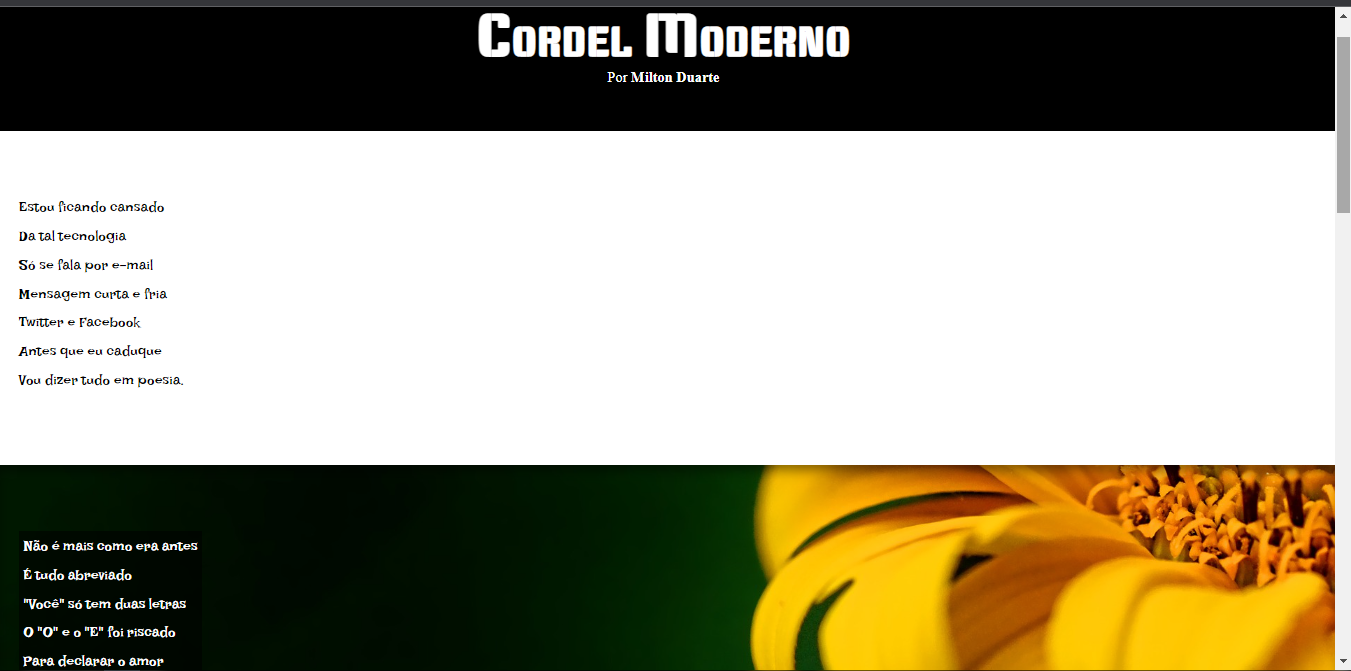 Cordel Moderno
Por Milton Duarte
Estou ficando cansado
Da tal tecnologia
Só se fala por e-mail
Mensagem curta e fria
Twitter e Facebook
Antes que eu caduque
Vou dizer tudo em poesia.
Não é mais como era antes
É tudo abreviado
"Você" só tem duas letras
O "O" e o "E" foi riscado
Para declarar o amor